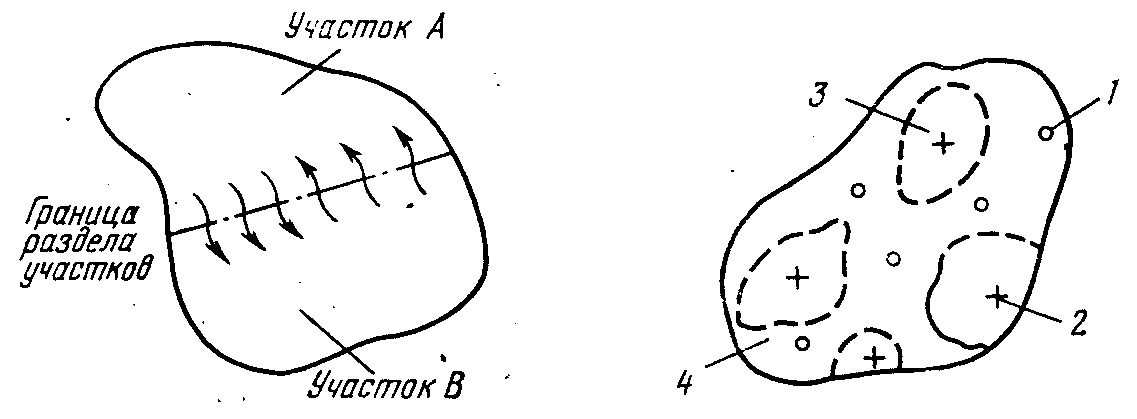 Участок А
Граница
раздела
участков
Участок В
3
1
2
4